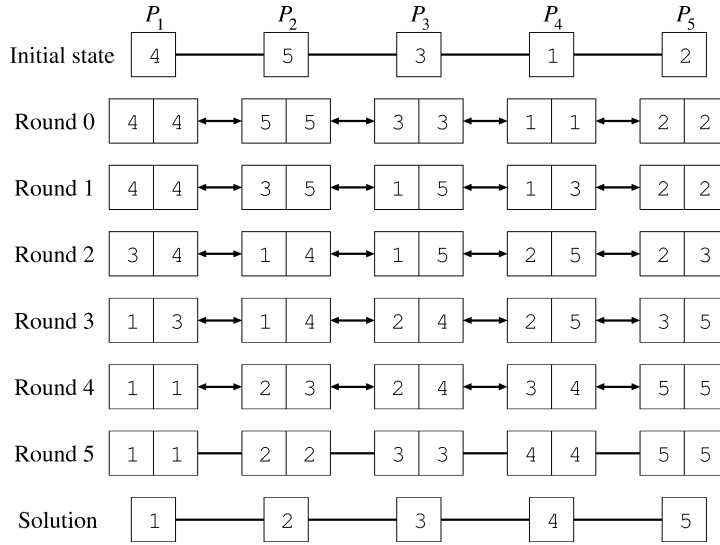 P1 P2 P3 P4 P5
Initial state 4 5 3 1 2
Round 0 4 4 5 5 3 3 1 1 2 2
Round 1 4 4 3 5 1 5 1 3 2 2
Round 2 3 4 1 4 1 5 2 5 2 3
Round 3 1 3 1 4 2 4 2 5 3 5
Round 4 1 1 2 3 2 4 3 4 5 5
Round 5 1 1 2 2 3 3 4 4 5 5
Solution 1 2 3 4 5